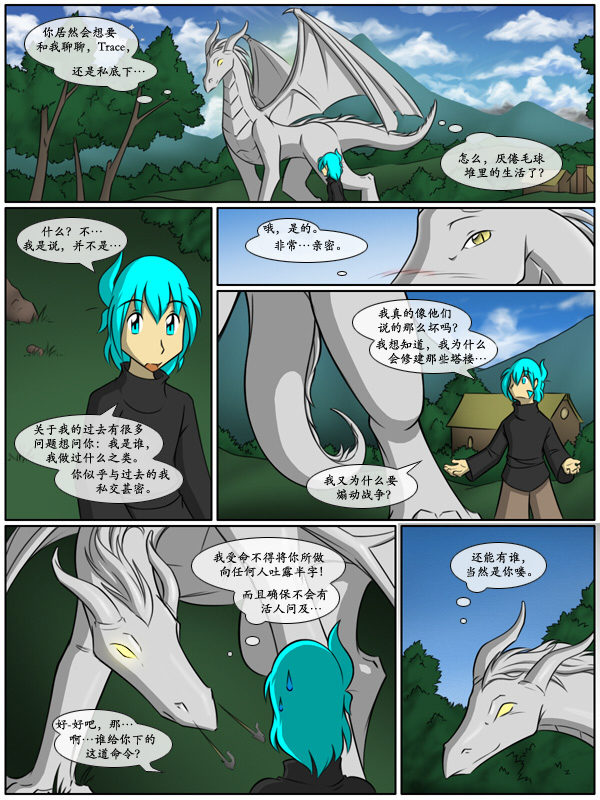 你居然会想要
和我聊聊，Trace，
还是私底下…
怎么，厌倦毛球
堆里的生活了？
什么？不…
我是说，并不是…
关于我的过去有很多
问题想问你：我是谁，
我做过什么之类。
你似乎与过去的我
私交甚密。
哦，是的。
非常…亲密。
我真的像他们
说的那么坏吗？
我想知道，我为什么
会修建那些塔楼…
我又为什么要
煽动战争？
我受命不得将你所做
向任何人吐露半字！
而且确保不会有
活人问及…
好-好吧，那…
啊…谁给你下的
这道命令？
还能有谁，
当然是你喽。